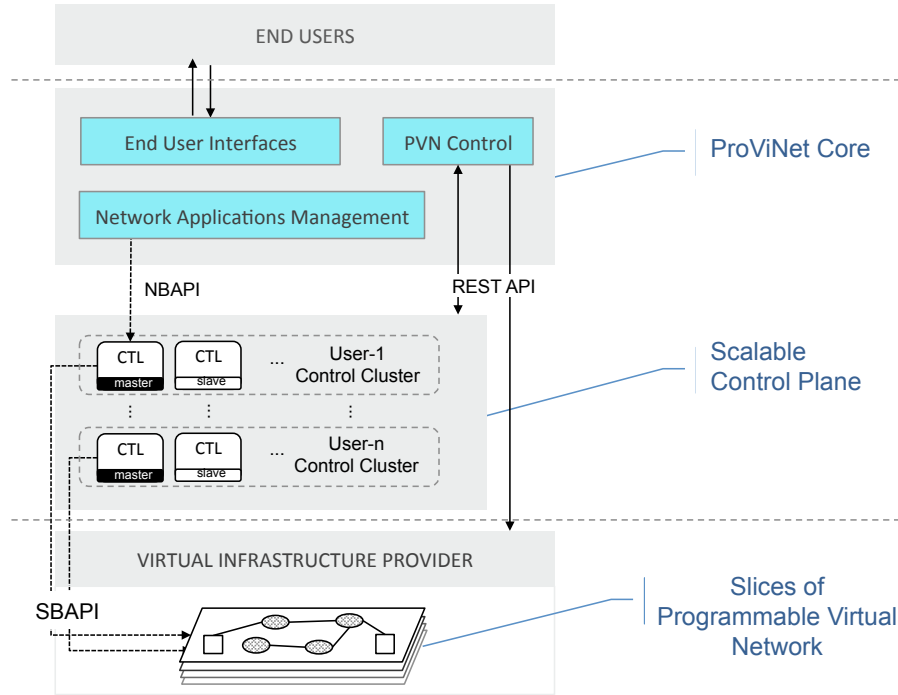 END USERS
End User Interfaces
PVN Control
ProViNet Core
Network Applications Management
NBAPI
REST API
CTL
master
CTL
slave
...
User-1
Control Cluster
Scalable
Control Plane
...
...
...
CTL
master
CTL
slave
...
User-n
Control Cluster
VIRTUAL INFRASTRUCTURE PROVIDER
SBAPI
Slices of
Programmable Virtual
Network